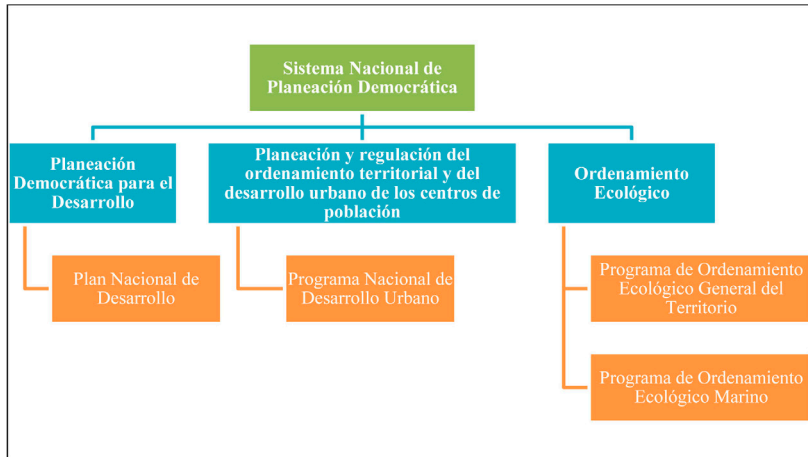 Sistema Nacional de
Planeación Democrática
Planeación
Democrática para el
Desarrollo
Planeación y regulación del
ordenamiento territorial y del
desarrollo urbano de los centros de
población
Ordenamiento
Ecológico
Plan Nacional de
Desarrollo
Programa Nacional de
Desarrollo Urbano
Programa de Ordenamiento
Ecológico General del
Territorio
Programa de Ordenamiento
Ecológico Marino